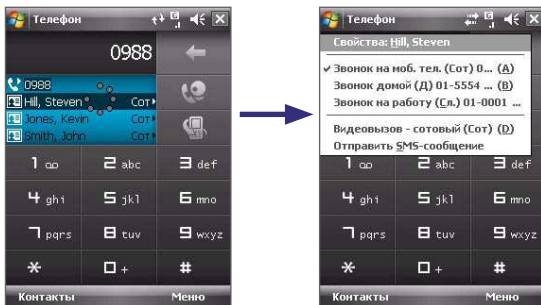 Телефон
0988
0988
Hill, Steven Сот
Jones, Kevin Сот
Smith, John Сот
1 2 abc 3 def
4 ghi 5 jkl 6 mno
7 pqrs 8 tuv 9 wxyz
* 0 + #
Контакты Меню
Телефон
Свойства: Hill, Steven
Звонок на моб. тел. (Сот) 0... (A)
Звонок домой (Д) 01-5554 ... (B)
Звонок на работу (Сл.) 01-0001 ...
Видеовызов - сотовый (Сот) (D)
Отправить SMS-сообщение
1 2 abc 3 def
4 ghi 5 jkl 6 mno
7 pqrs 8 tuv 9 wxyz
* 0 + #
Контакты Меню